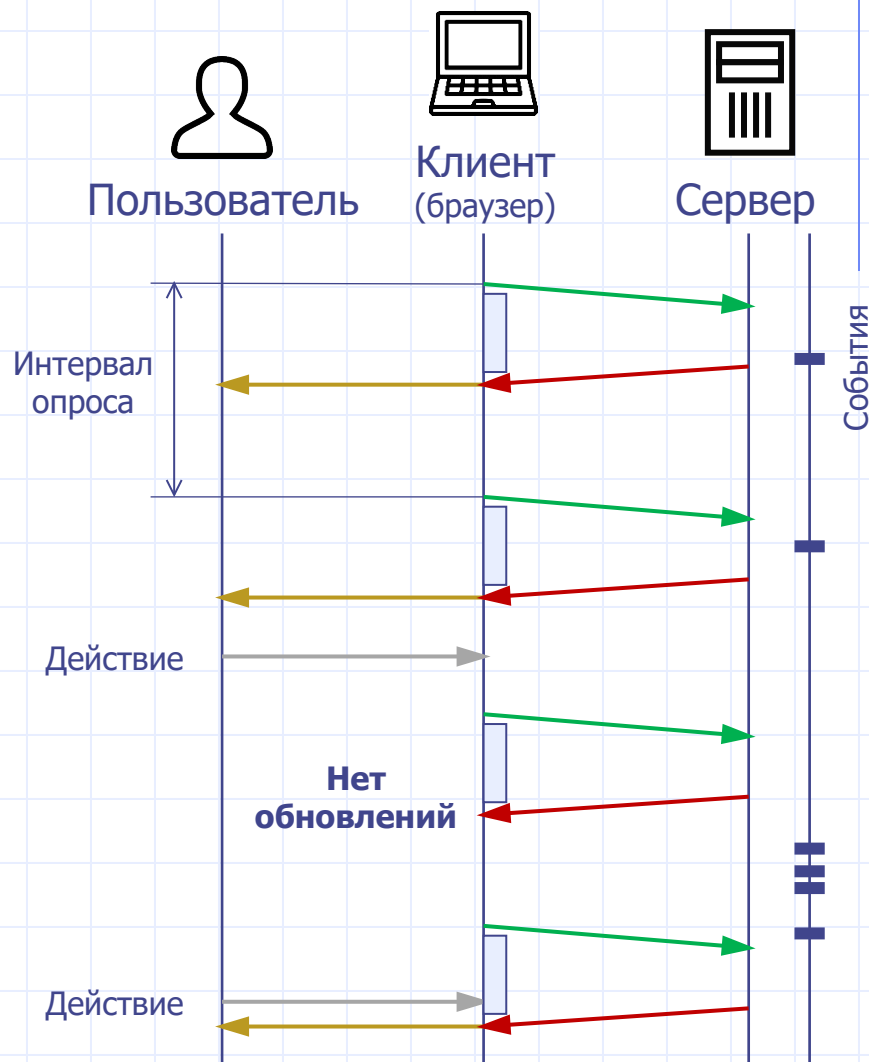 Пользователь
Клиент
(браузер)
Сервер
События
Интервал
опроса
Действие
Нет
обновлений
Действие